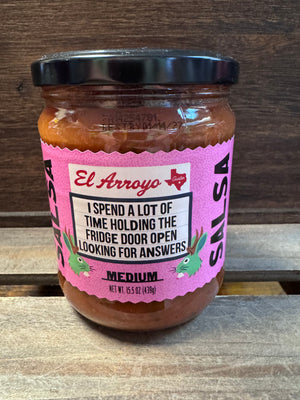 El Arroyo
I SPEND A LOT OF
TIME HOLDING THE
FRIDGE DOOR OPEN
LOOKING FOR ANSWERS
MEDIUM
NET WT. 15.5 OZ (439g)
SALSA
SALSA